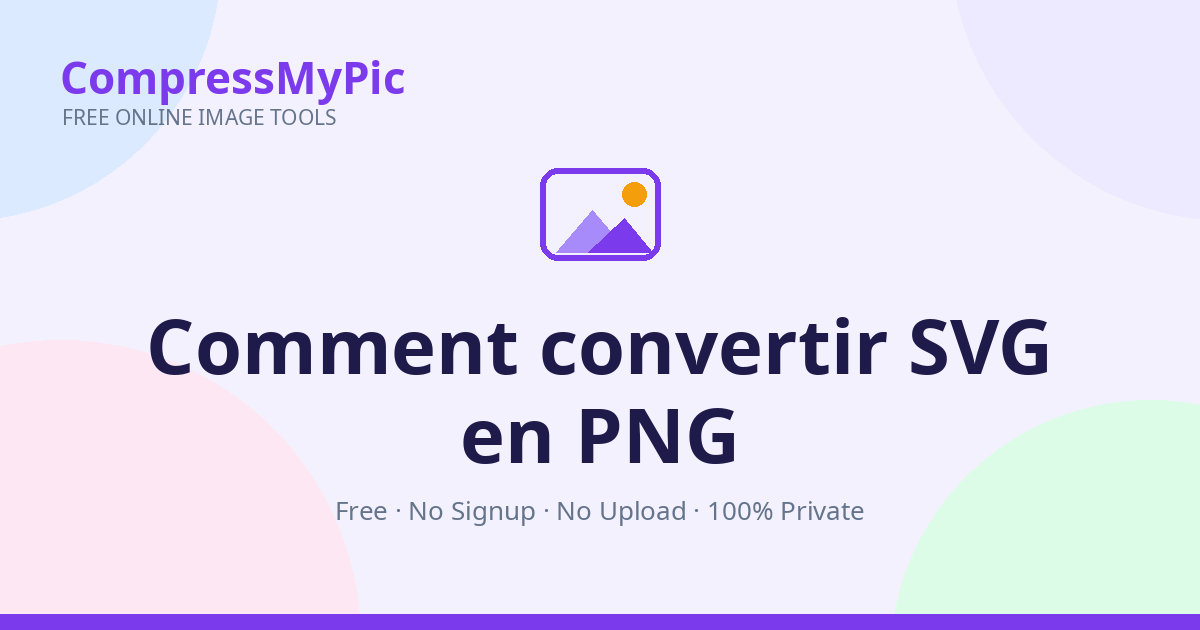 CompressMyPic
FREE ONLINE IMAGE TOOLS
Comment convertir SVG
en PNG
Free · No Signup · No Upload · 100% Private